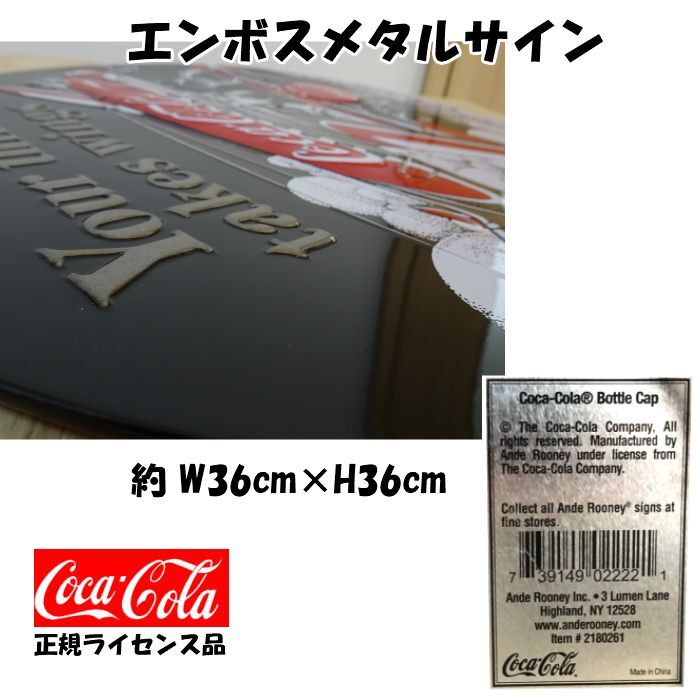 エンボスメタルサイン
Your
takes wings
Coca-Cola
約 W36cm×H36cm
Coca-Cola® Bottle Cap
© The Coca-Cola Company, All
rights reserved. Manufactured by
Ande Rooney under license from
The Coca-Cola Company.
Collect all Ande Rooney® signs at
fine stores.
7 39149 02222 1
Ande Rooney Inc. • 3 Lumen Lane
Highland, NY 12528
www.anderooney.com
Item # 2180261
Coca-Cola
Made in China
Coca-Cola
正規ライセンス品